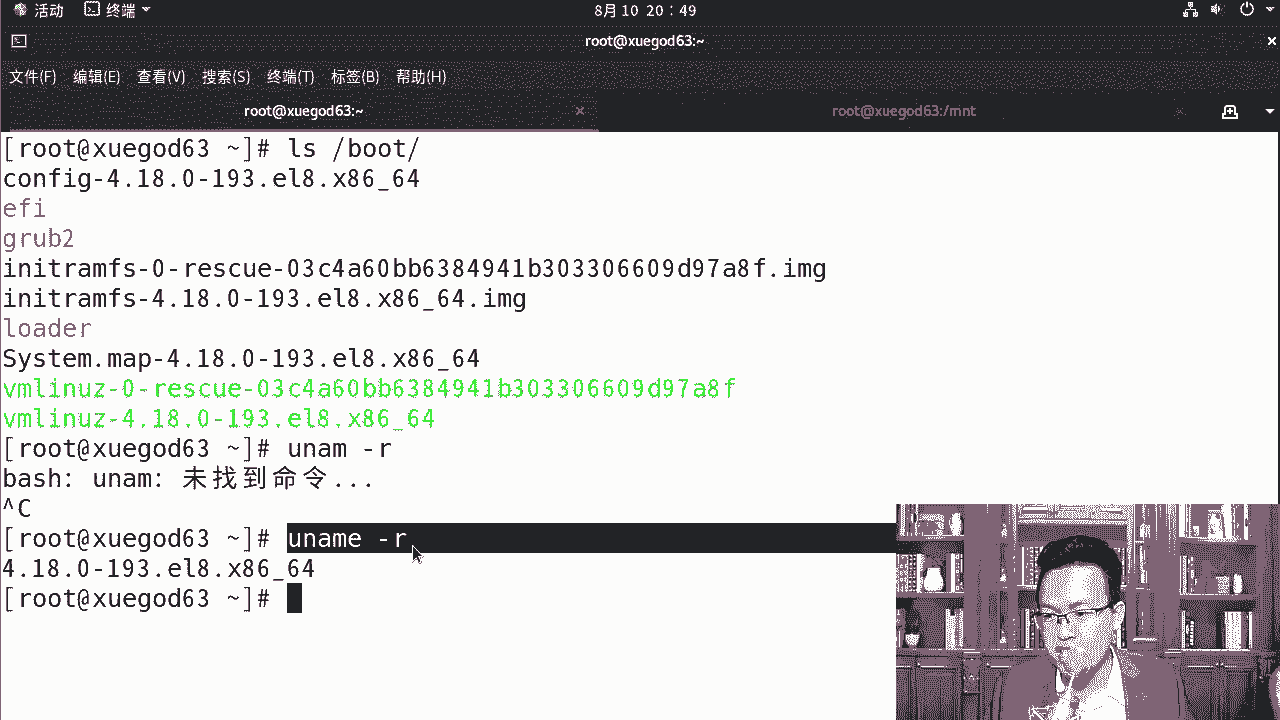 活动 终端 8月10 20：49
root@xuegod63:~
文件(F) 编辑(E) 查看(V) 搜索(S) 终端(T) 标签(B) 帮助(H)
root@xuegod63:~ root@xuegod63:/mnt
[root@xuegod63 ~]# ls /boot/
config-4.18.0-193.el8.x86_64
efi
grub2
initramfs-0-rescue-03c4a60bb6384941b303306609d97a8f.img
initramfs-4.18.0-193.el8.x86_64.img
loader
System.map-4.18.0-193.el8.x86_64
vmlinuz-0-rescue-03c4a60bb6384941b303306609d97a8f
vmlinuz-4.18.0-193.el8.x86_64
[root@xuegod63 ~]# unam -r
bash: unam: 未找到命令...
^C
[root@xuegod63 ~]# uname -r
4.18.0-193.el8.x86_64
[root@xuegod63 ~]#